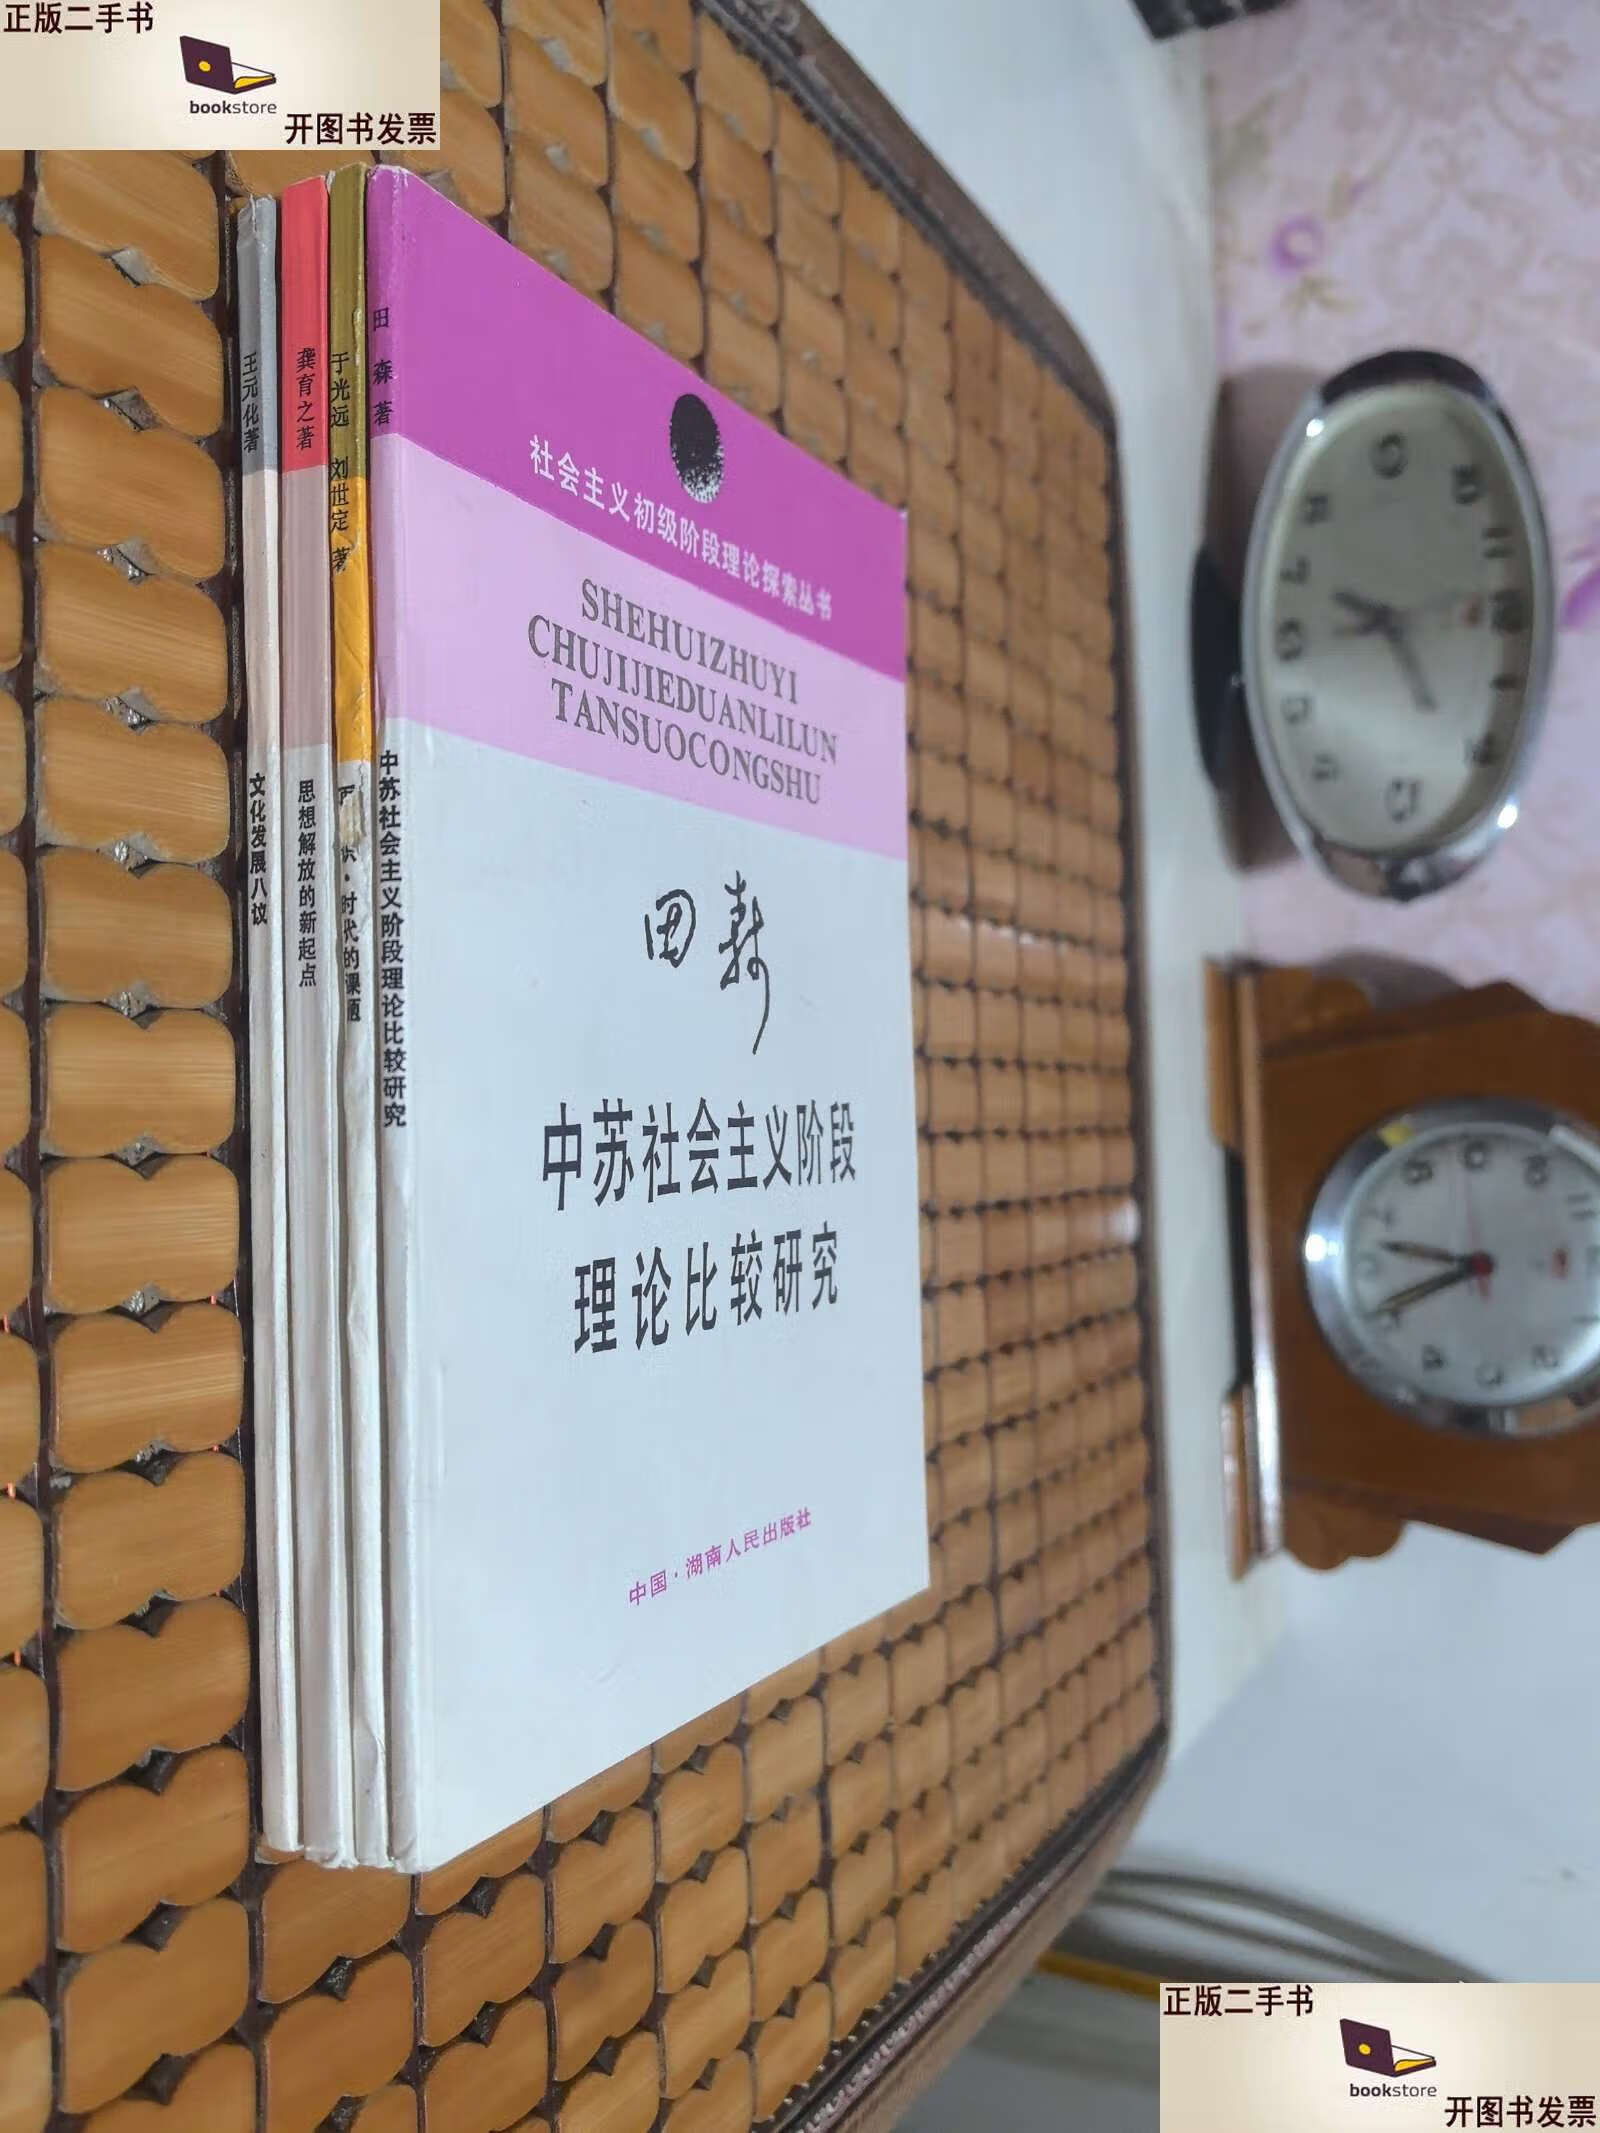 正版二手书
bookstore
开图书发票
王元化著
文化发展八议
龚育之著
思想解放的新起点
于光远 刘世定 著
·时代的课题
田森著
中苏社会主义阶段理论比较研究
社会主义初级阶段理论探索丛书
SHEHUIZHUYI
CHUJIJIEDUANLILUN
TANSUOCONGSHU
中苏社会主义阶段
理论比较研究
中国·湖南人民出版社
正版二手书
bookstore
开图书发票